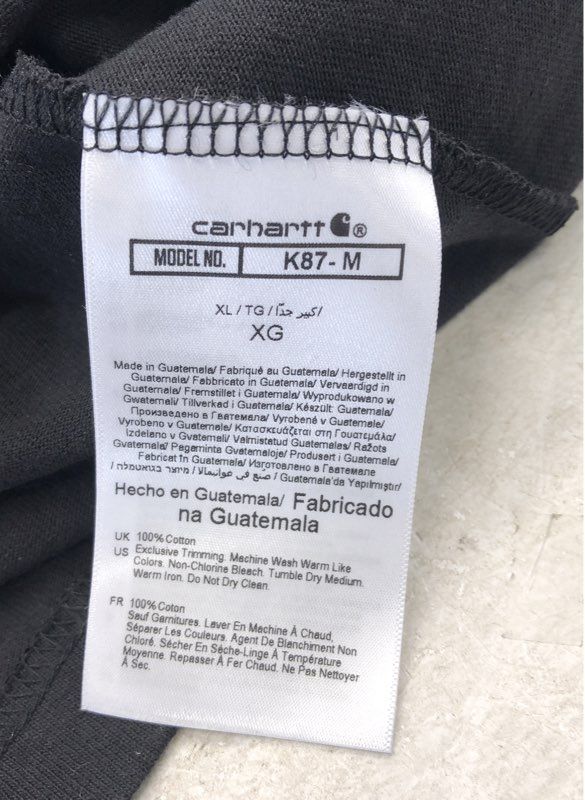 carhartt ®
MODEL NO. K87-M
XL / TG / كبير جدًا/
XG
Made in Guatemala/ Fabriqué au Guatemala/ Hergestellt in
Guatemala/ Fabbricato in Guatemala/ Vervaardigd in
Guatemala/ Fremstillet i Guatemala/ Wyprodukowano w
Gwatemali/ Tillverkad i Guatemala/ Készült: Guatemala/
Произведено в Гватемала/ Vyrobené v Guatemale/
Vyrobeno v Guatemale/ Κατασκευάζεται στη Γουατεμάλα/
Izdelano v Gvatemali/ Valmistatud Guatemalas/ Ražots
Gvatemalā/ Pagaminta Gvatemaloje/ Produsert i Guatemala/
Fabricat în Guatemala/ Изготовлено в Гватемале
/ صنع في غواتيمالا / מיוצר בגואטמלה / Guatemala'da Yapılmıştır/
Hecho en Guatemala/ Fabricado
na Guatemala
UK 100% Cotton
US Exclusive Trimming. Machine Wash Warm Like
Colors. Non-Chlorine Bleach. Tumble Dry Medium.
Warm Iron. Do Not Dry Clean.
FR 100% Coton
Sauf Garnitures. Laver En Machine À Chaud,
Séparer Les Couleurs. Agent De Blanchiment Non
Chloré. Sécher En Sèche-Linge À Température
Moyenne. Repasser À Fer Chaud. Ne Pas Nettoyer
À Sec.